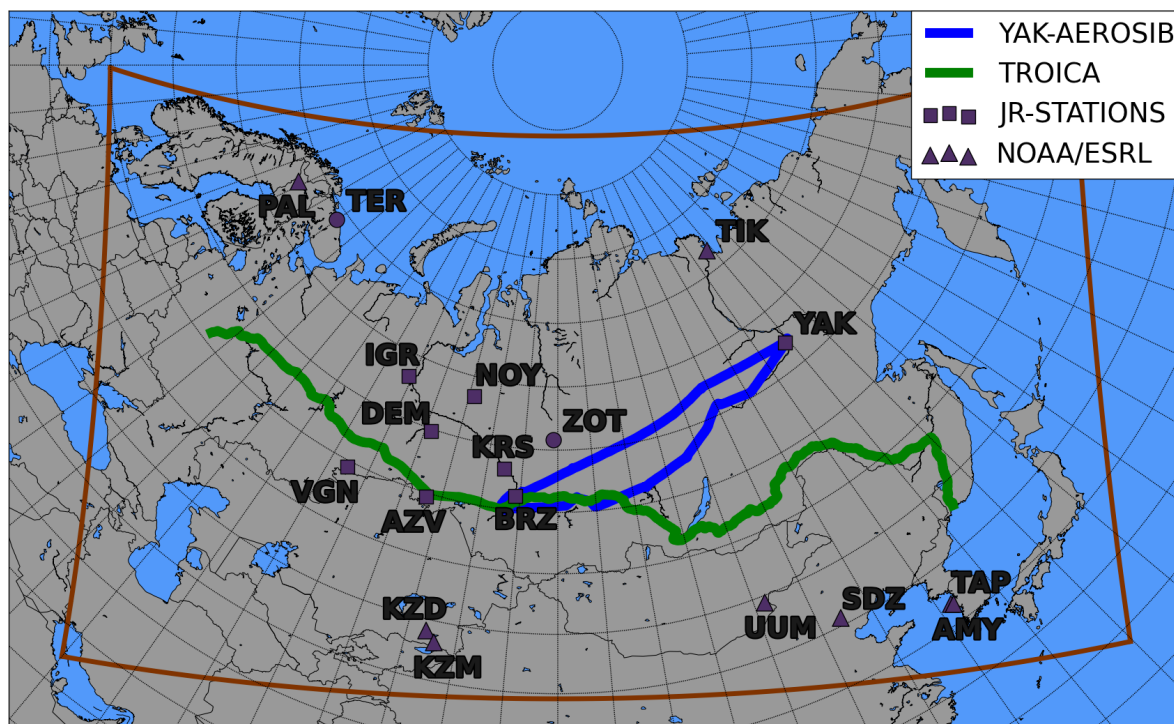 YAK-AEROSIB
TROICA
JR-STATIONS
NOAA/ESRL
PAL
TER
TIK
YAK
IGR
NOY
DEM
ZOT
KRS
VGN
AZV
BRZ
KZD
KZM
UUM
SDZ
TAP
AMY